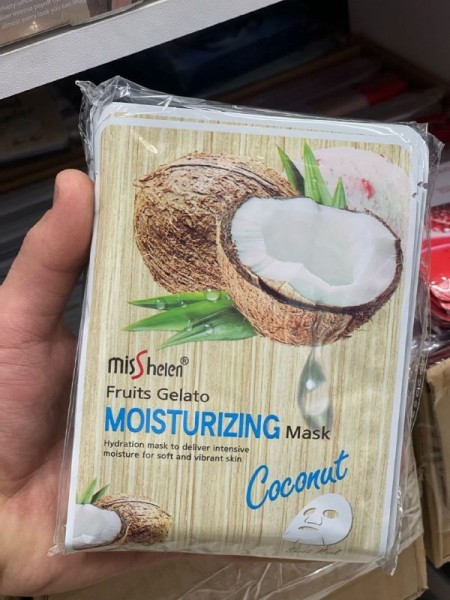 misShelen®
Fruits Gelato
MOISTURIZING Mask
Hydration mask to deliver intensive
moisture for soft and vibrant skin
Coconut